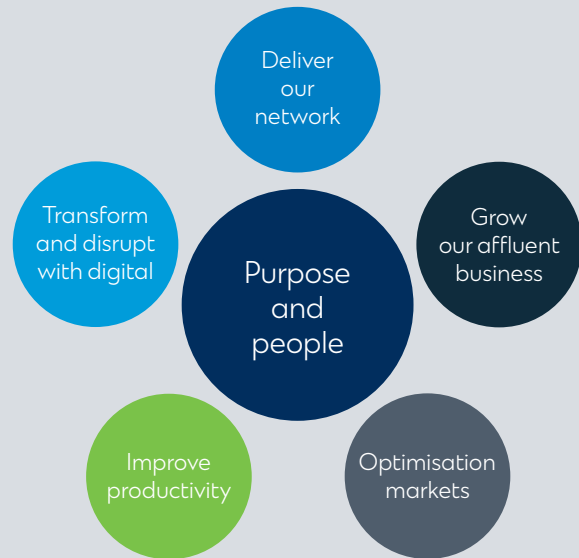 Deliver
our
network
Transform
and disrupt
with digital
Grow
our affluent
business
Purpose
and
people
Improve
productivity
Optimisation
markets